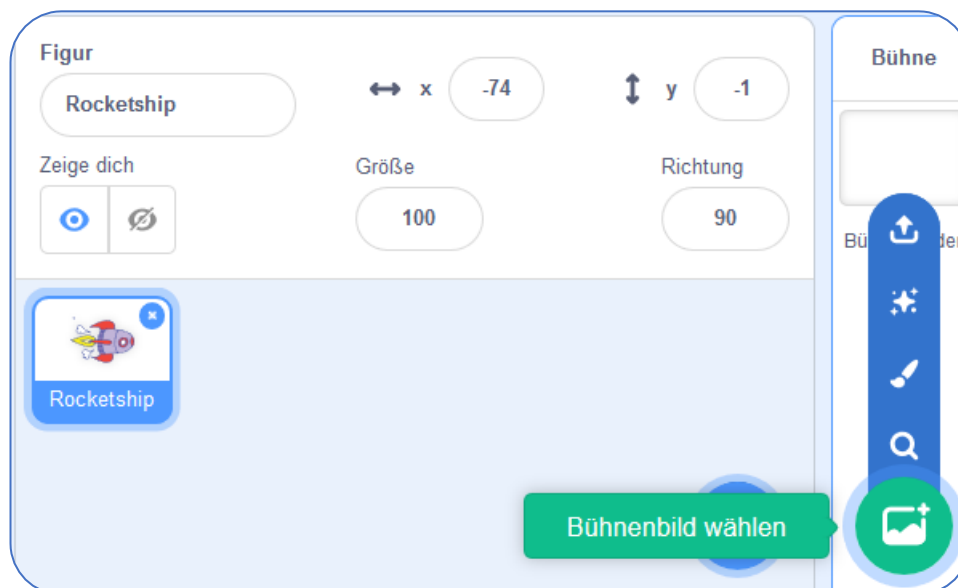 Figur
Rocketship
x -74
y -1
Bühne
Zeige dich
Größe
100
Richtung
90
Rocketship
Bühnenbild wählen